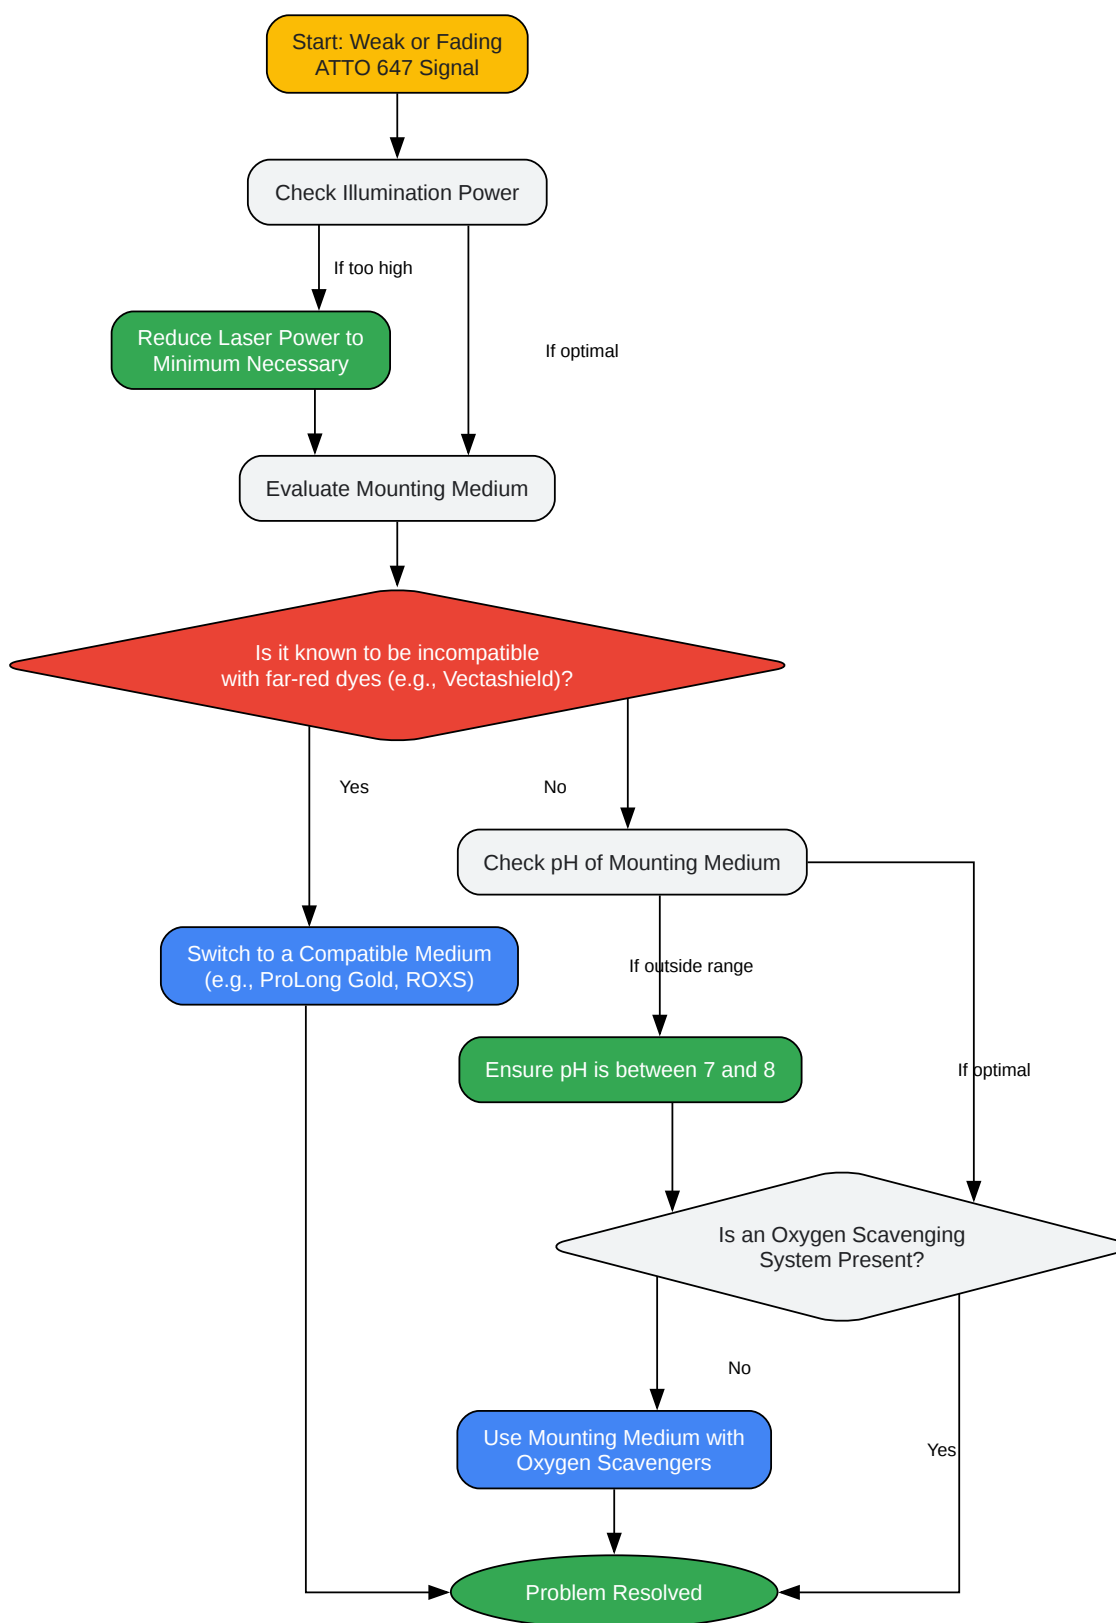 Start: Weak or Fading
ATTO 647 Signal
Check Illumination Power
If too high
Reduce Laser Power to
Minimum Necessary
If optimal
Evaluate Mounting Medium
Is it known to be incompatible
with far-red dyes (e.g., Vectashield)?
Yes
No
Check pH of Mounting Medium
Switch to a Compatible Medium
(e.g., ProLong Gold, ROXS)
If outside range
Ensure pH is between 7 and 8
If optimal
Is an Oxygen Scavenging
System Present?
No
Use Mounting Medium with
Oxygen Scavengers
Yes
Problem Resolved